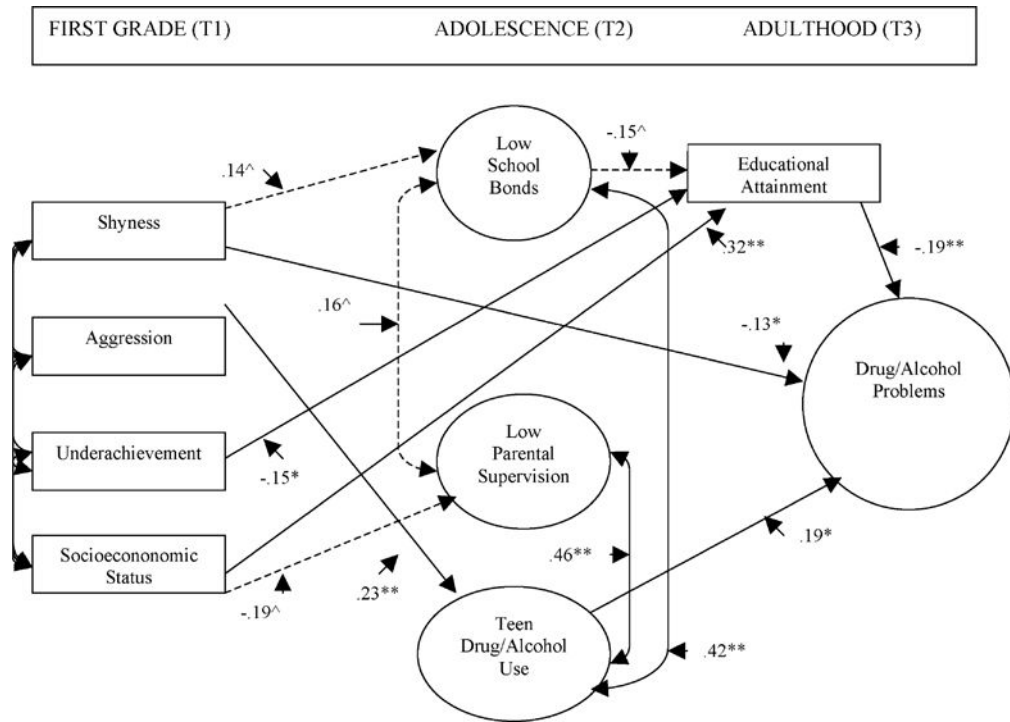 FIRST GRADE (T1) ADOLESCENCE (T2) ADULTHOOD (T3)
Low
School
Bonds
-.15^
Educational
Attainment
.14^
Shyness
.32**
-.19**
.16^
-.13*
Aggression
Drug/Alcohol
Problems
Underachievement
Low
Parental
Supervision
-.15*
.19*
Socioecononomic
Status
.46**
-.19^
.23**
Teen
Drug/Alcohol
Use
.42**